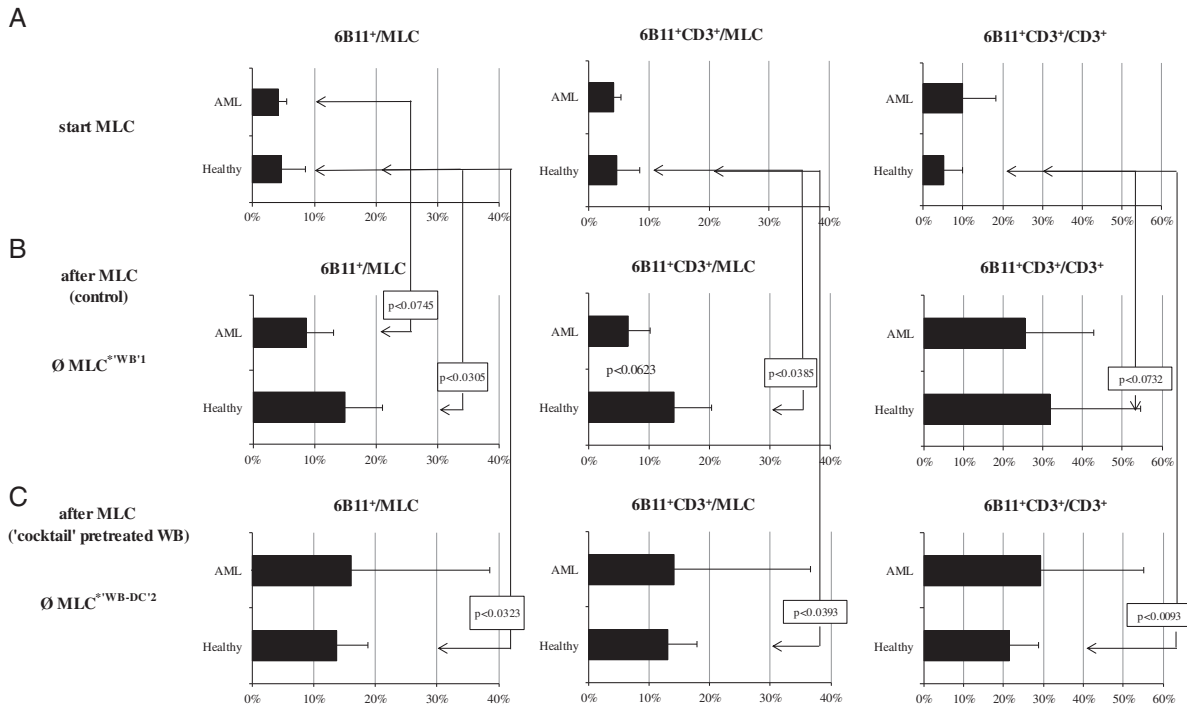 A
6B11⁺/MLC
6B11⁺CD3⁺/MLC
6B11⁺CD3⁺/CD3⁺
start MLC
AML
Healthy
0% 10% 20% 30% 40%
AML
Healthy
0% 10% 20% 30% 40%
AML
Healthy
0% 10% 20% 30% 40% 50% 60%
B
after MLC
(control)
Ø MLC*'WB'1
6B11⁺/MLC
6B11⁺CD3⁺/MLC
6B11⁺CD3⁺/CD3⁺
AML
Healthy
p<0.0745
p<0.0305
0% 10% 20% 30% 40%
AML
p<0.0623
Healthy
p<0.0385
0% 10% 20% 30% 40%
AML
Healthy
p<0.0732
0% 10% 20% 30% 40% 50% 60%
C
after MLC
('cocktail' pretreated WB)
Ø MLC*'WB-DC'2
6B11⁺/MLC
6B11⁺CD3⁺/MLC
6B11⁺CD3⁺/CD3⁺
AML
Healthy
p<0.0323
0% 10% 20% 30% 40%
AML
Healthy
p<0.0393
0% 10% 20% 30% 40%
AML
Healthy
p<0.0093
0% 10% 20% 30% 40% 50% 60%